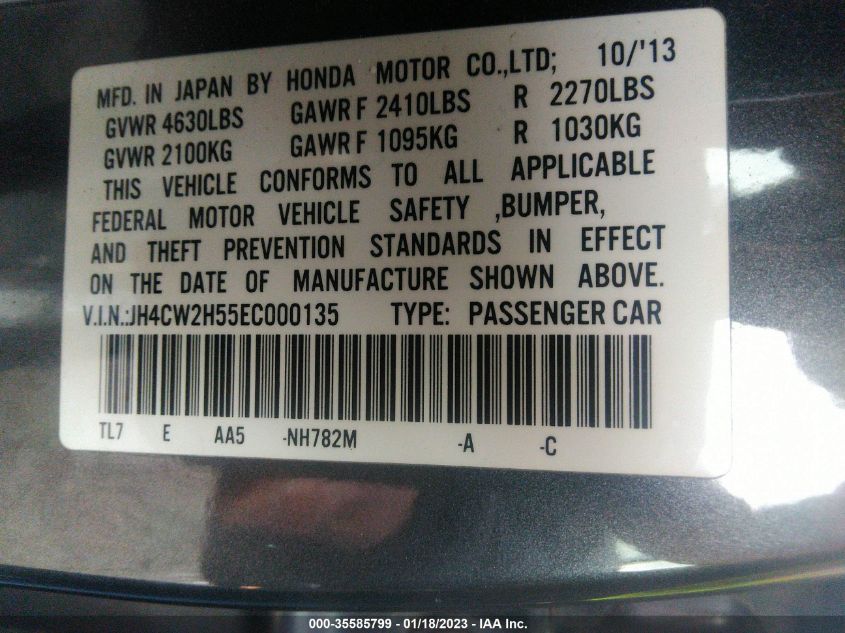 MFD. IN JAPAN BY HONDA MOTOR CO.,LTD; 10/'13
GVWR 4630LBS GAWR F 2410LBS R 2270LBS
GVWR 2100KG GAWR F 1095KG R 1030KG
THIS VEHICLE CONFORMS TO ALL APPLICABLE
FEDERAL MOTOR VEHICLE SAFETY ,BUMPER,
AND THEFT PREVENTION STANDARDS IN EFFECT
ON THE DATE OF MANUFACTURE SHOWN ABOVE.
V.I.N.:JH4CW2H55EC000135 TYPE: PASSENGER CAR
TL7 E AA5 -NH782M -A -C
000-35585799 - 01/18/2023 - IAA Inc.